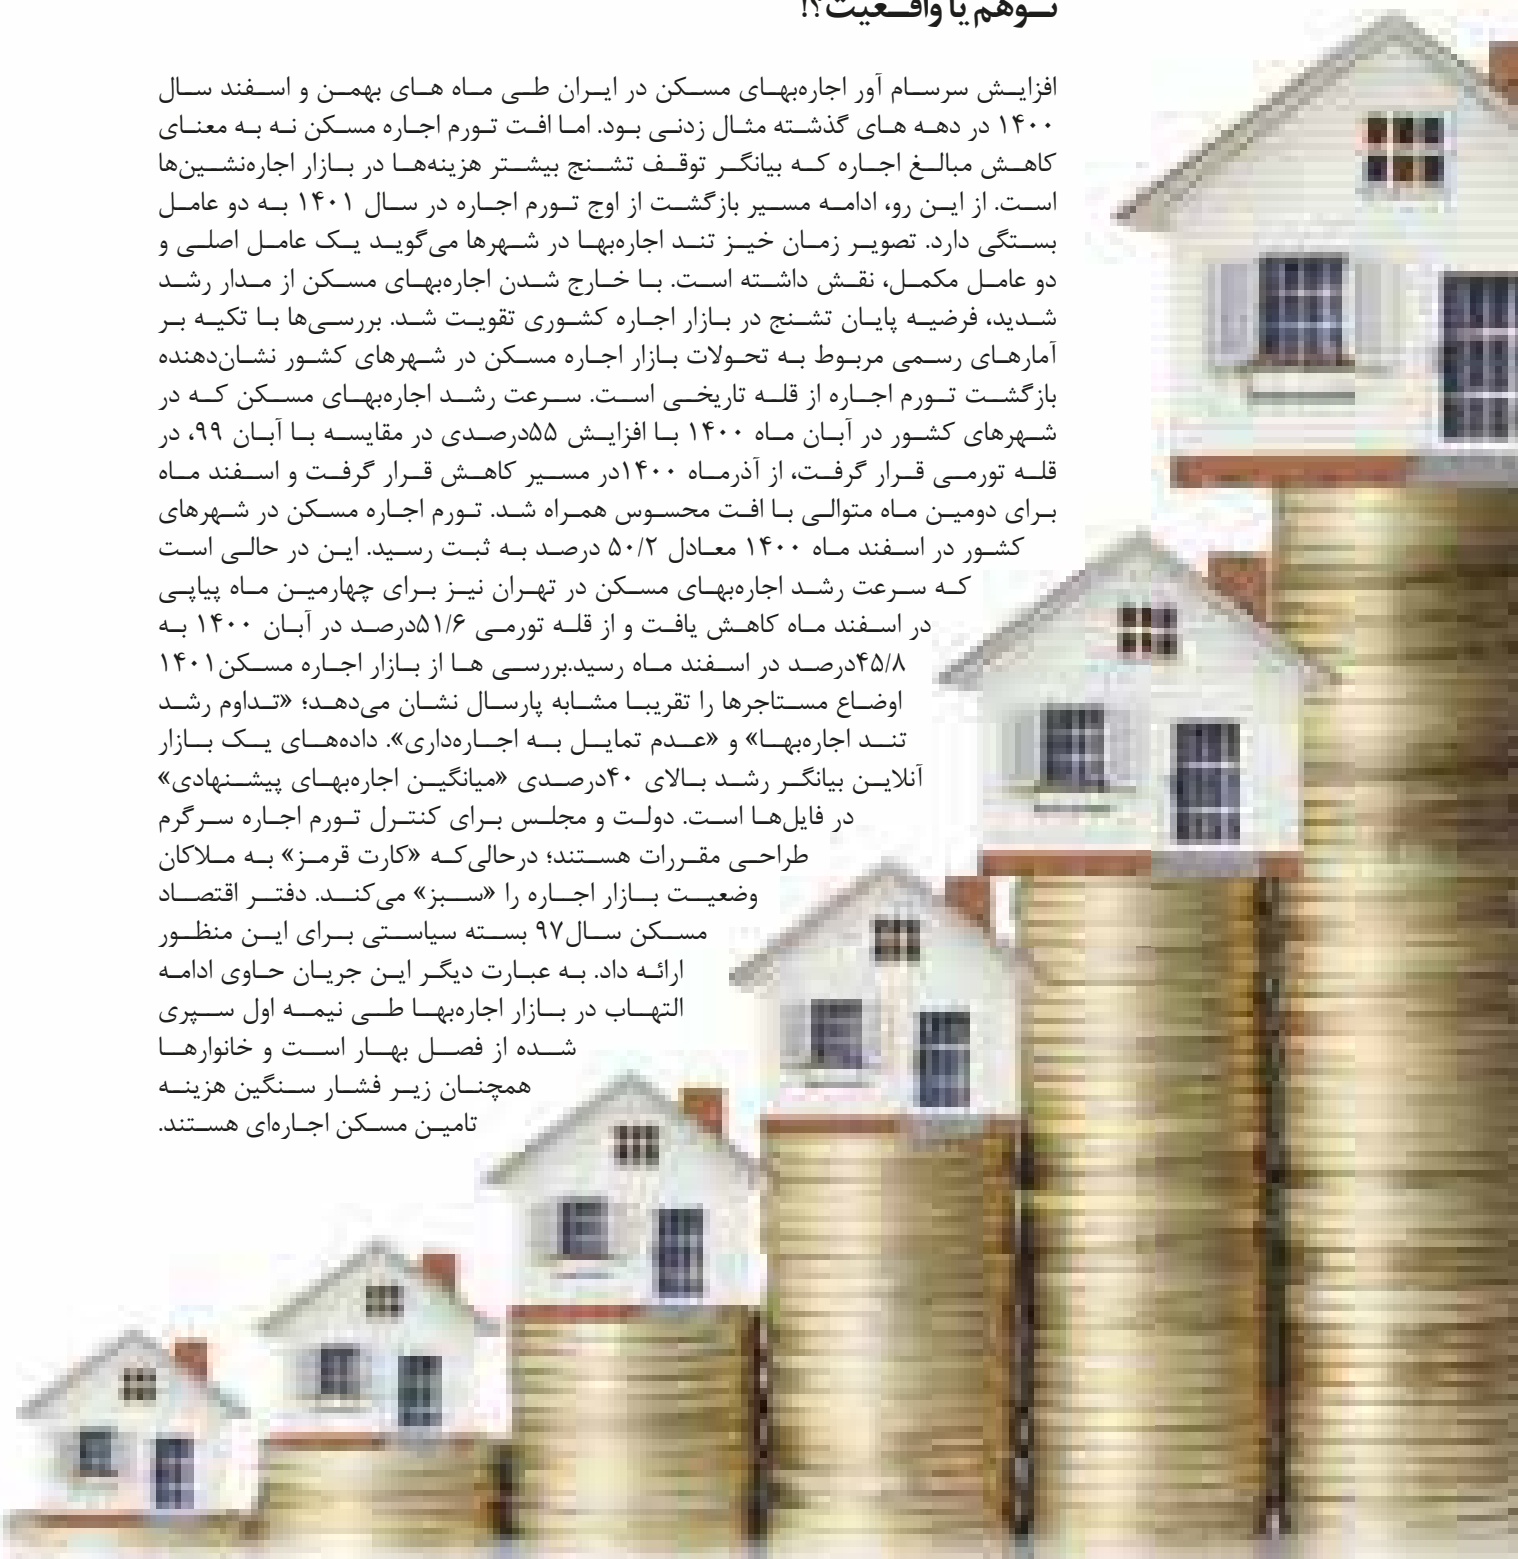 توهم یا واقعیت؟!
افزایش سرسام آور اجاره‌بهای مسکن در ایران طی ماه های بهمن و اسفند سال
۱۴۰۰ در دهه های گذشته مثال زدنی بود. اما افت تورم اجاره مسکن نه به معنای
کاهش مبالغ اجاره که بیانگر توقف تشنج بیشتر هزینه‌ها در بازار اجاره‌نشین‌ها
است. از این رو، ادامه مسیر بازگشت از اوج تورم اجاره در سال ۱۴۰۱ به دو عامل
بستگی دارد. تصویر زمان خیز تند اجاره‌بها در شهرها می‌گوید یک عامل اصلی و
دو عامل مکمل، نقش داشته است. با خارج شدن اجاره‌بهای مسکن از مدار رشد
شدید، فرضیه پایان تشنج در بازار اجاره کشوری تقویت شد. بررسی‌ها با تکیه بر
آمارهای رسمی مربوط به تحولات بازار اجاره مسکن در شهرهای کشور نشان‌دهنده
بازگشت تورم اجاره از قله تاریخی است. سرعت رشد اجاره‌بهای مسکن که در
شهرهای کشور در آبان ماه ۱۴۰۰ با افزایش ۵۵درصدی در مقایسه با آبان ۹۹، در
قله تورمی قرار گرفت، از آذرماه ۱۴۰۰در مسیر کاهش قرار گرفت و اسفند ماه
برای دومین ماه متوالی با افت محسوس همراه شد. تورم اجاره مسکن در شهرهای
کشور در اسفند ماه ۱۴۰۰ معادل ۵۰/۲ درصد به ثبت رسید. این در حالی است
که سرعت رشد اجاره‌بهای مسکن در تهران نیز برای چهارمین ماه پیاپی
در اسفند ماه کاهش یافت و از قله تورمی ۵۱/۶درصد در آبان ۱۴۰۰ به
۴۵/۸درصد در اسفند ماه رسید.بررسی ها از بازار اجاره مسکن۱۴۰۱
اوضاع مستاجرها را تقریبا مشابه پارسال نشان می‌دهد؛ «تداوم رشد
تند اجاره‌بها» و «عدم تمایل به اجاره‌داری». داده‌های یک بازار
آنلاین بیانگر رشد بالای ۴۰درصدی «میانگین اجاره‌بهای پیشنهادی»
در فایل‌ها است. دولت و مجلس برای کنترل تورم اجاره سرگرم
طراحی مقررات هستند؛ درحالی‌که «کارت قرمز» به ملاکان
وضعیت بازار اجاره را «سبز» می‌کند. دفتر اقتصاد
مسکن سال۹۷ بسته سیاستی برای این منظور
ارائه داد. به عبارت دیگر این جریان حاوی ادامه
التهاب در بازار اجاره‌بها طی نیمه اول سپری
شده از فصل بهار است و خانوارها
همچنان زیر فشار سنگین هزینه
تامین مسکن اجاره‌ای هستند.